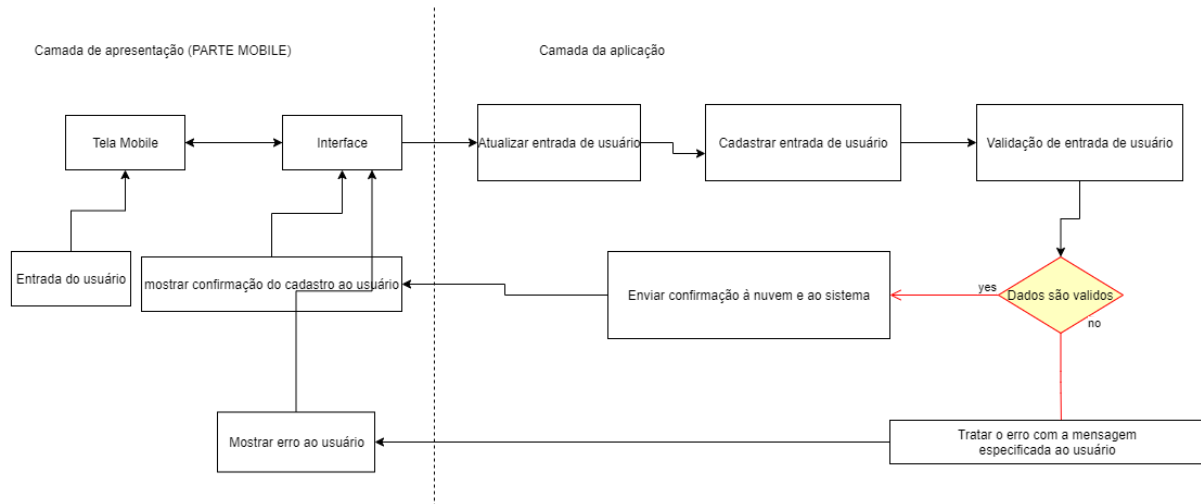 Camada de apresentação (PARTE MOBILE)
Camada da aplicação
Tela Mobile
Interface
Atualizar entrada de usuário
Cadastrar entrada de usuário
Validação de entrada de usuário
Entrada do usuário
mostrar confirmação do cadastro ao usuário
Enviar confirmação à nuvem e ao sistema
yes
Dados são validos
no
Mostrar erro ao usuário
Tratar o erro com a mensagem
especificada ao usuário